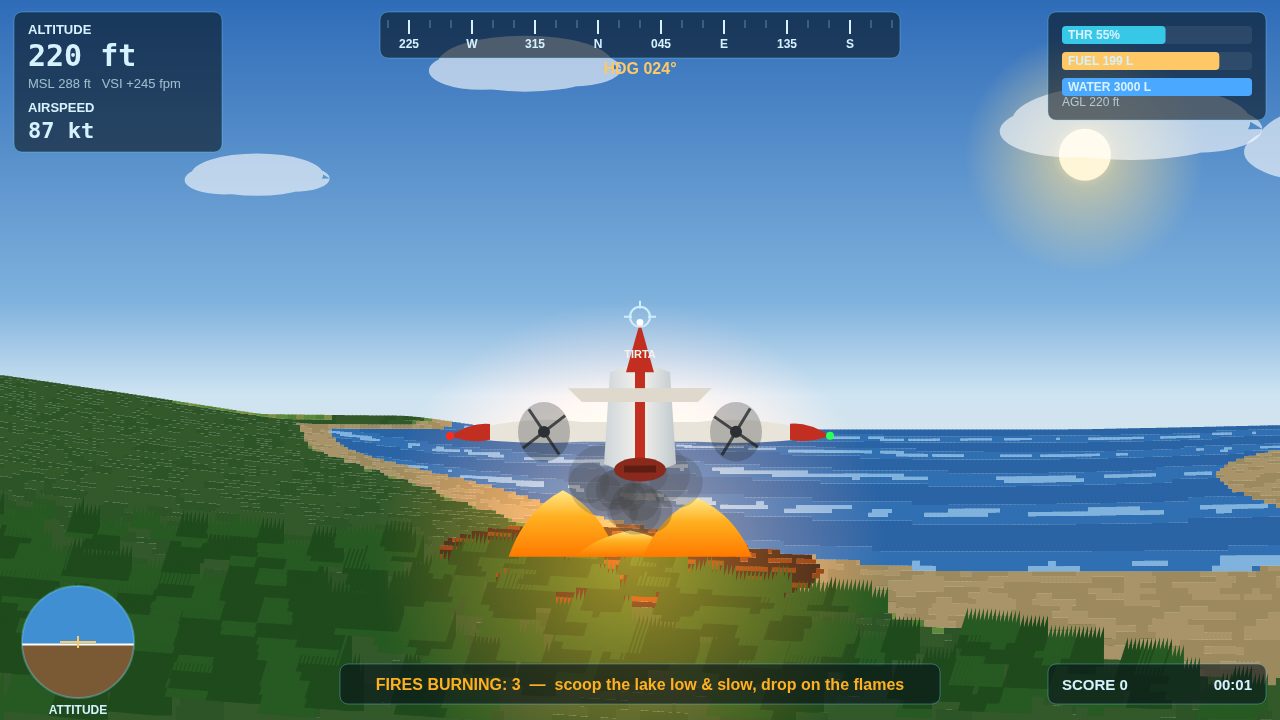 ALTITUDE
220 ft
MSL 288 ft VSI +245 fpm
AIRSPEED
87 kt
225 W 315 N 045 E 135 S
HDG 024°
THR 55%
FUEL 199 L
WATER 3000 L
AGL 220 ft
TIRTA
ATTITUDE
FIRES BURNING: 3 — scoop the lake low & slow, drop on the flames
SCORE 0 00:01